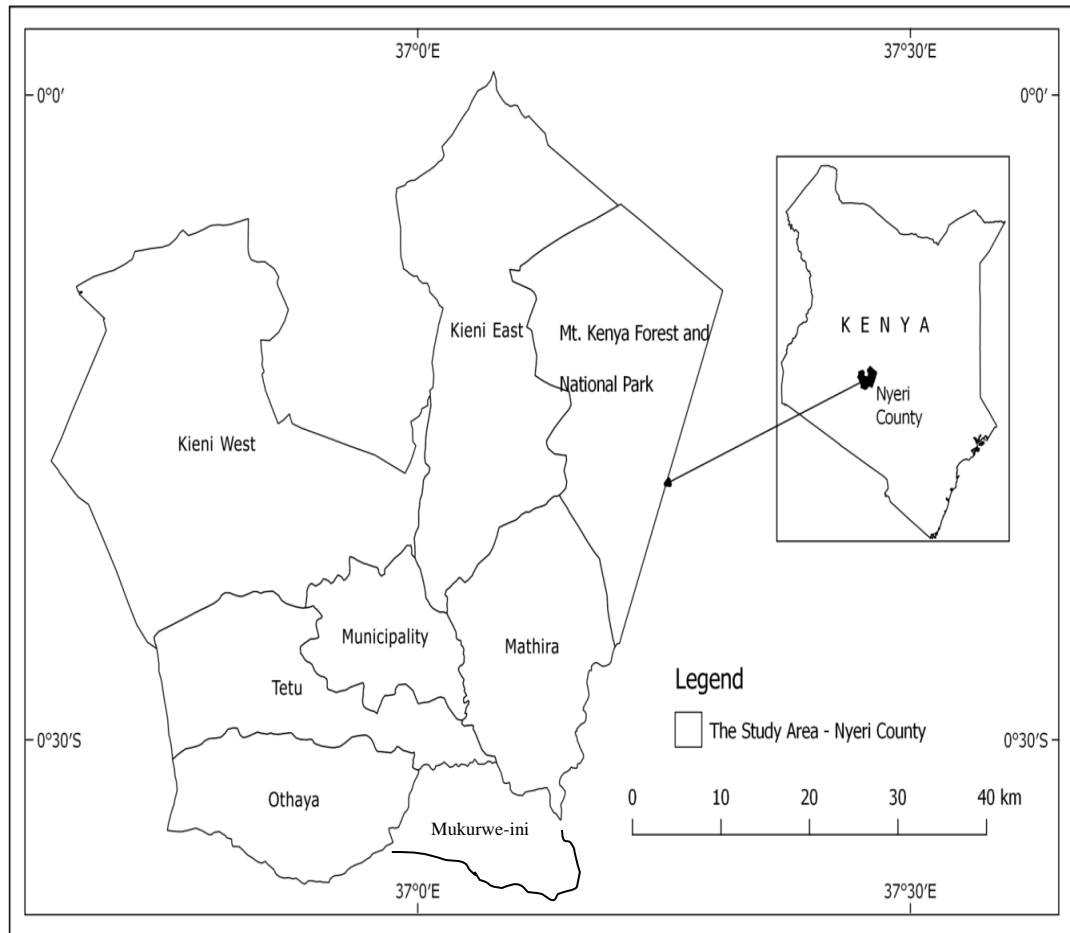 37°0′E
37°30′E
0°0′
0°0′
Kieni East
Mt. Kenya Forest and
National Park
KENYA
Nyeri
County
Kieni West
Municipality
Mathira
Tetu
Legend
The Study Area - Nyeri County
0°30′S
0°30′S
Othaya
0
10
20
30
40 km
Mukurwe-ini
37°0′E
37°30′E